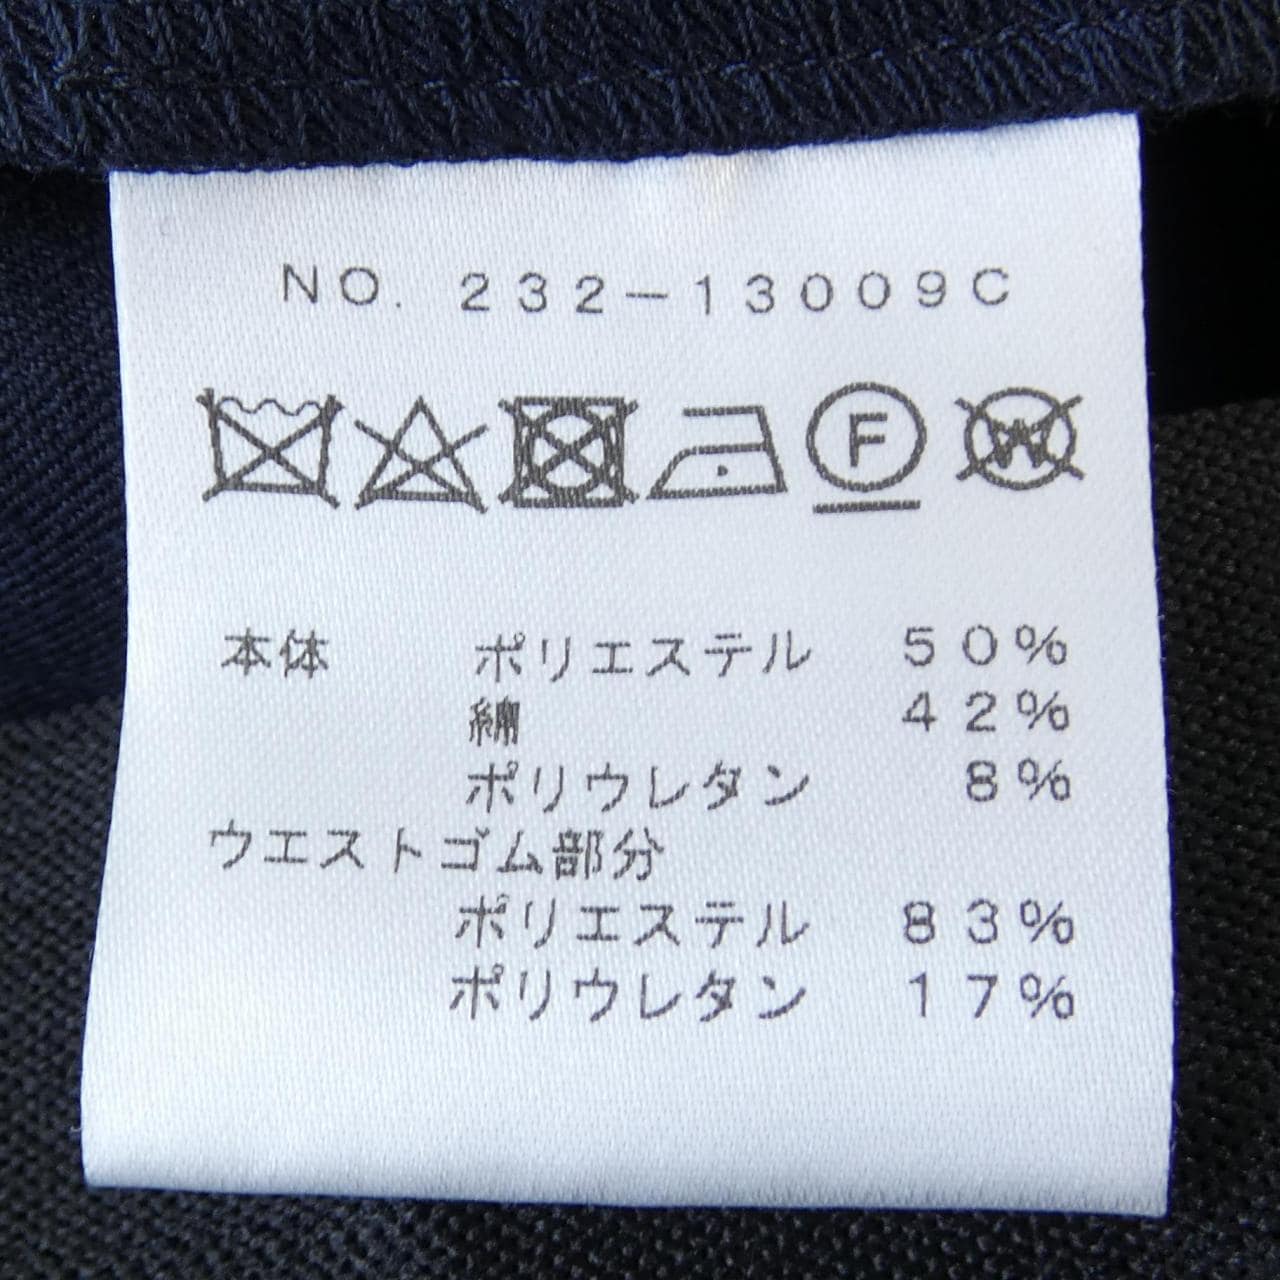 NO. 232-13009C
F W
本体 ポリエステル 50%
綿 42%
ポリウレタン 8%
ウエストゴム部分
ポリエステル 83%
ポリウレタン 17%